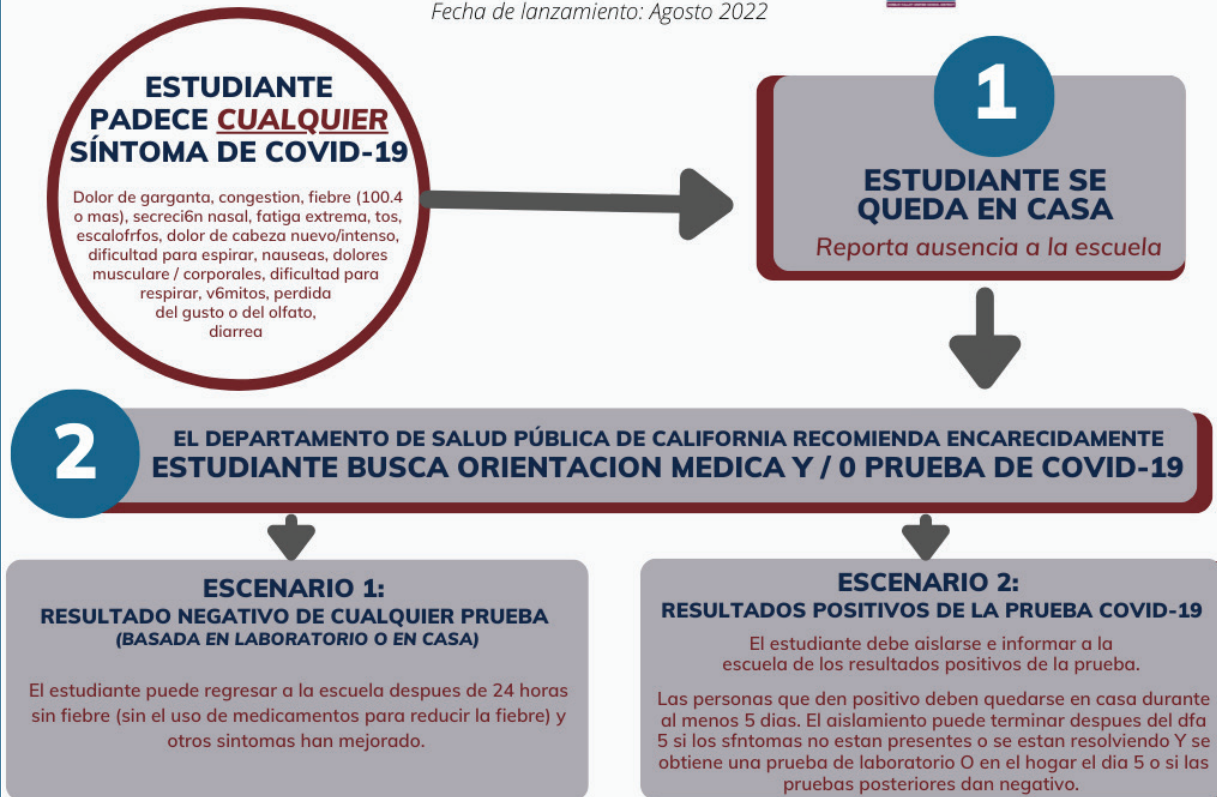 Fecha de lanzamiento: Agosto 2022
ESTUDIANTE
PADECE CUALQUIER
SÍNTOMA DE COVID-19
Dolor de garganta, congestion, fiebre (100.4
o mas), secreci6n nasal, fatiga extrema, tos,
escalofrfos, dolor de cabeza nuevo/intenso,
dificultad para espirar, nauseas, dolores
musculare / corporales, dificultad para
respirar, v6mitos, perdida
del gusto o del olfato,
diarrea
1
ESTUDIANTE SE
QUEDA EN CASA
Reporta ausencia a la escuela
2
EL DEPARTAMENTO DE SALUD PÚBLICA DE CALIFORNIA RECOMIENDA ENCARECIDAMENTE
ESTUDIANTE BUSCA ORIENTACION MEDICA Y / 0 PRUEBA DE COVID-19
ESCENARIO 1:
RESULTADO NEGATIVO DE CUALQUIER PRUEBA
(BASADA EN LABORATORIO O EN CASA)
El estudiante puede regresar a la escuela despues de 24 horas
sin fiebre (sin el uso de medicamentos para reducir la fiebre) y
otros sintomas han mejorado.
ESCENARIO 2:
RESULTADOS POSITIVOS DE LA PRUEBA COVID-19
El estudiante debe aislarse e informar a la
escuela de los resultados positivos de la prueba.
Las personas que den positivo deben quedarse en casa durante
al menos 5 dias. El aislamiento puede terminar despues del dfa
5 si los sfntomas no estan presentes o se estan resolviendo Y se
obtiene una prueba de laboratorio O en el hogar el dia 5 o si las
pruebas posteriores dan negativo.